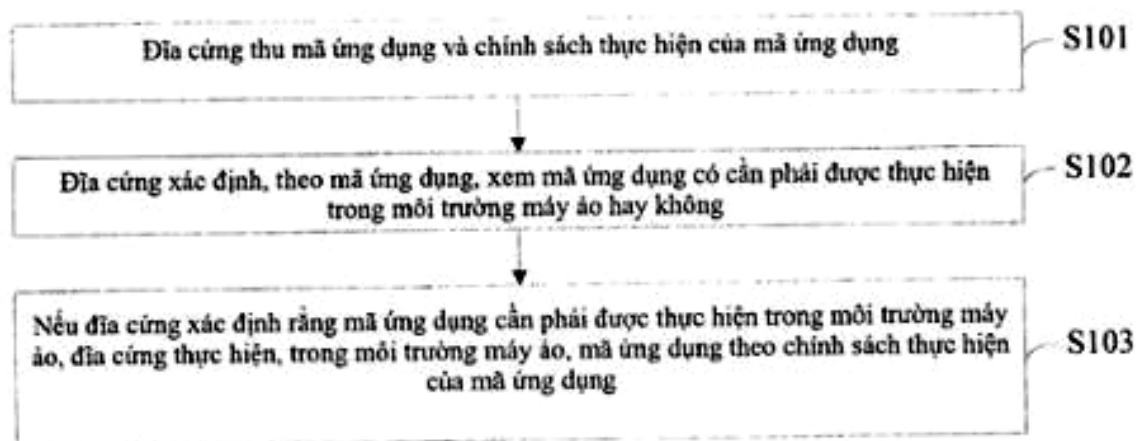 Đĩa cứng thu mã ứng dụng và chính sách thực hiện của mã ứng dụng
S101
Đĩa cứng xác định, theo mã ứng dụng, xem mã ứng dụng có cần phải được thực hiện
trong môi trường máy ảo hay không
S102
Nếu đĩa cứng xác định rằng mã ứng dụng cần phải được thực hiện trong môi trường máy
ảo, đĩa cứng thực hiện, trong môi trường máy ảo, mã ứng dụng theo chính sách thực hiện
của mã ứng dụng
S103